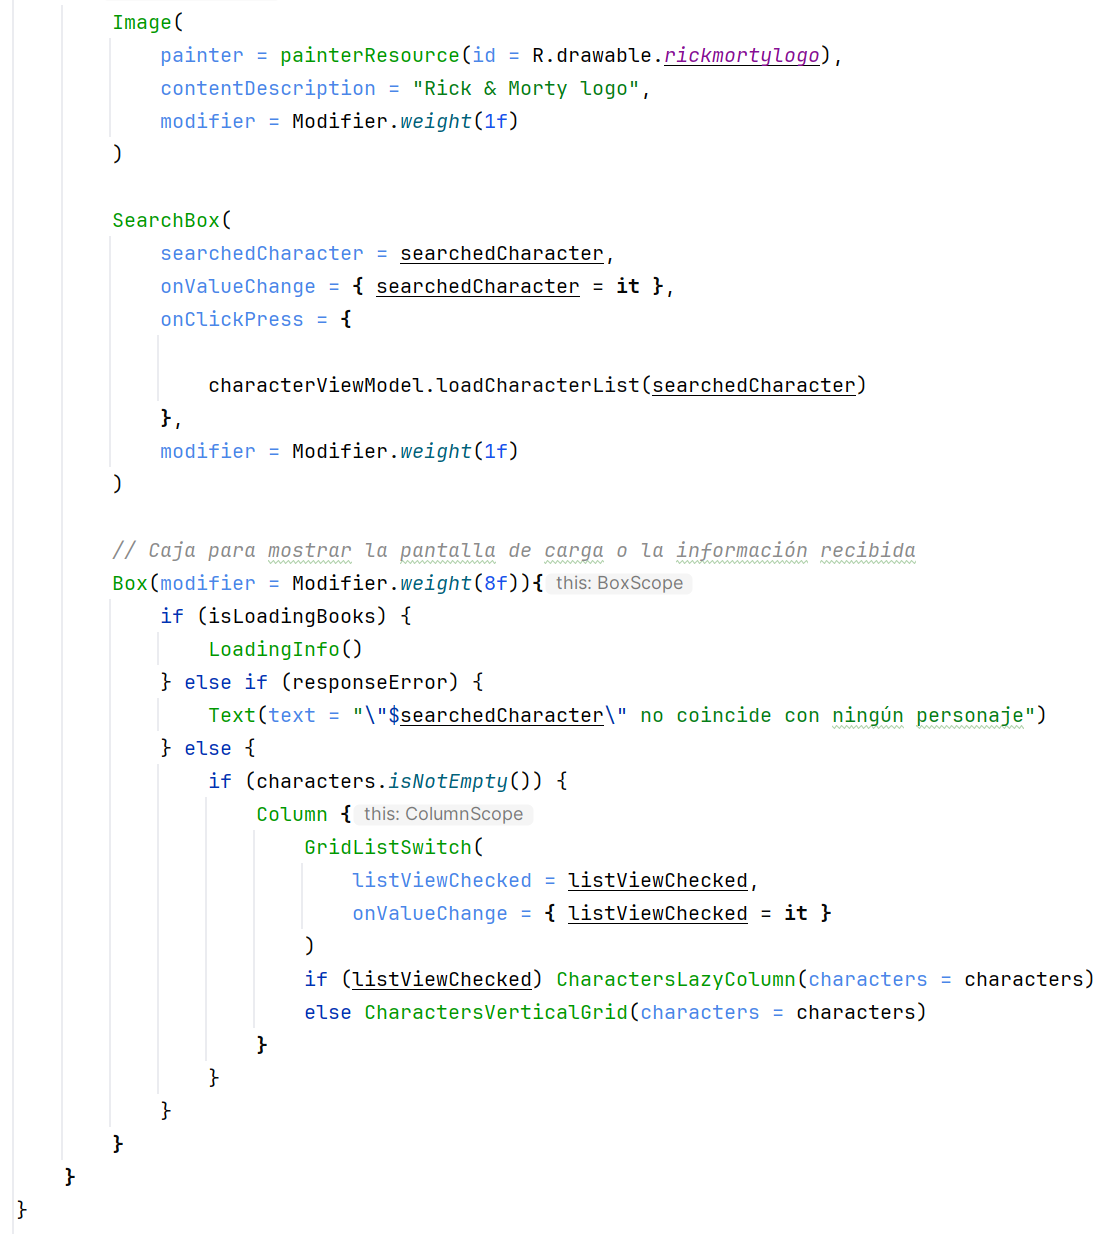 Image(
painter = painterResource(id = R.drawable.rickmortylogo),
contentDescription = "Rick & Morty logo",
modifier = Modifier.weight(1f)
)
SearchBox(
searchedCharacter = searchedCharacter,
onValueChange = { searchedCharacter = it },
onClickPress = {
characterViewModel.loadCharacterList(searchedCharacter)
},
modifier = Modifier.weight(1f)
)
// Caja para mostrar la pantalla de carga o la información recibida
Box(modifier = Modifier.weight(8f)){ this: BoxScope
if (isLoadingBooks) {
LoadingInfo()
} else if (responseError) {
Text(text = "\"$searchedCharacter\" no coincide con ningún personaje")
} else {
if (characters.isNotEmpty()) {
Column { this: ColumnScope
GridListSwitch(
listViewChecked = listViewChecked,
onValueChange = { listViewChecked = it }
)
if (listViewChecked) CharactersLazyColumn(characters = characters)
else CharactersVerticalGrid(characters = characters)
}
}
}
}
}
}